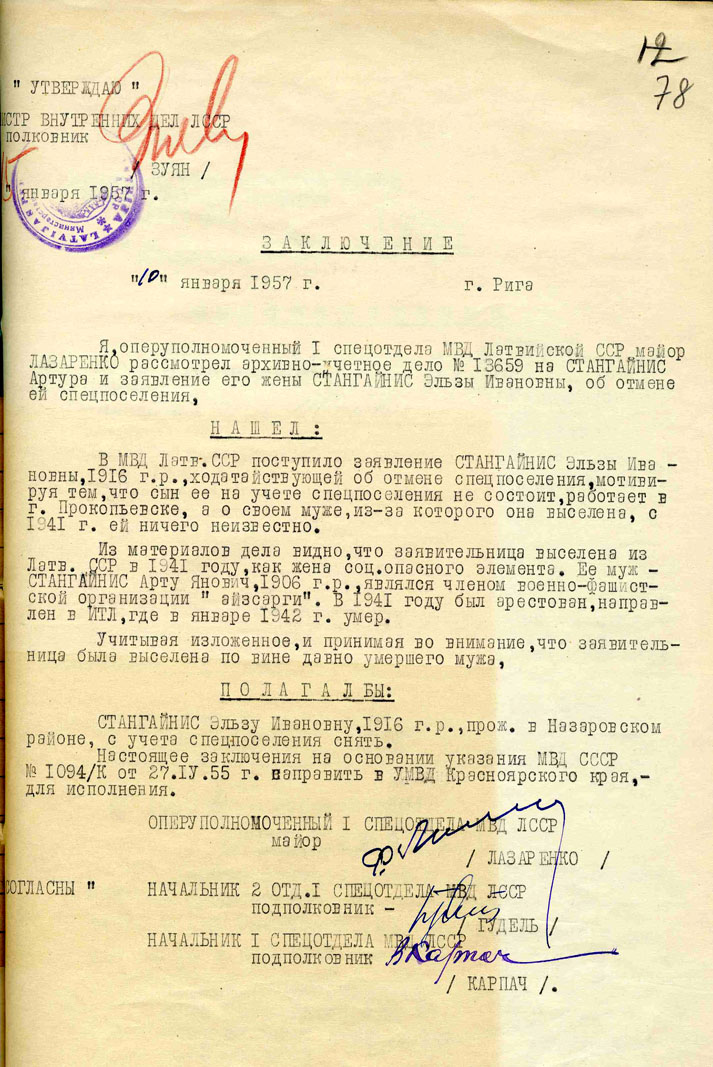 12
78
" УТВЕРЖДАЮ "
ИСТР ВНУТРЕННИХ ДЕЛ ЛССР
ПОЛКОВНИК
/ ЗУЯН /
15
" января 1957 г.
ЗАКЛЮЧЕНИЕ
"10" января 1957 г. г. Рига
Я,оперуполномоченный I спецотдела МВД Латвийской ССР майор
ЛАЗАРЕНКО рассмотрел архивно-учетное дело № 13659 на СТАНГАЙНИС
Артура и заявление его жены СТАНГАЙНИС Эльзы Ивановны, об отмене
ей спецпоселения,
НАШЕЛ:
В МВД Латв.ССР поступило заявление СТАНГАЙНИС Эльзы Ива -
новны,1916 г.р.,ходатайствующей об отмене спецпоселения,мотиви-
руя тем,что сын ее на учете спецпоселения не состоит,работает в
г. Прокопьевске, а о своем муже,из-за которого она выселена, с
1941 г. ей ничего неизвестно.
Из материалов дела видно,что заявительница выселена из
Латв. ССР в 1941 году,как жена соц.опасного элемента. Ее муж -
СТАНГАЙНИС Арту Янович,1906 г.р.,являлся членом военно-фашист-
ской организации " айзсарги". В 1941 году был арестован,направ-
лен в ИТЛ,где в январе 1942 г. умер.
Учитывая изложенное,и принимая во внимание,что заявитель-
ница была выселена по вине давно умершего мужа,
ПОЛАГАЛ БЫ:
СТАНГАЙНИС Эльзу Ивановну,1916 г.р.,прож. в Назаровском
районе, с учета спецпоселения снять.
Настоящее заключения на основании указания МВД СССР
№ 1094/К от 27.IУ.55 г. направить в УМВД Красноярского края,-
для исполнения.
ОПЕРУПОЛНОМОЧЕННЫЙ I СПЕЦОТДЕЛА МВД ЛССР
майор
/ ЛАЗАРЕНКО /
СОГЛАСНЫ " НАЧАЛЬНИК 2 ОТД.I СПЕЦОТДЕЛА МВД ЛССР
ПОДПОЛКОВНИК -
/ ГУДЕЛЬ /
НАЧАЛЬНИК I СПЕЦОТДЕЛА МВД ЛССР
ПОДПОЛКОВНИК
/ КАРПАЧ /.